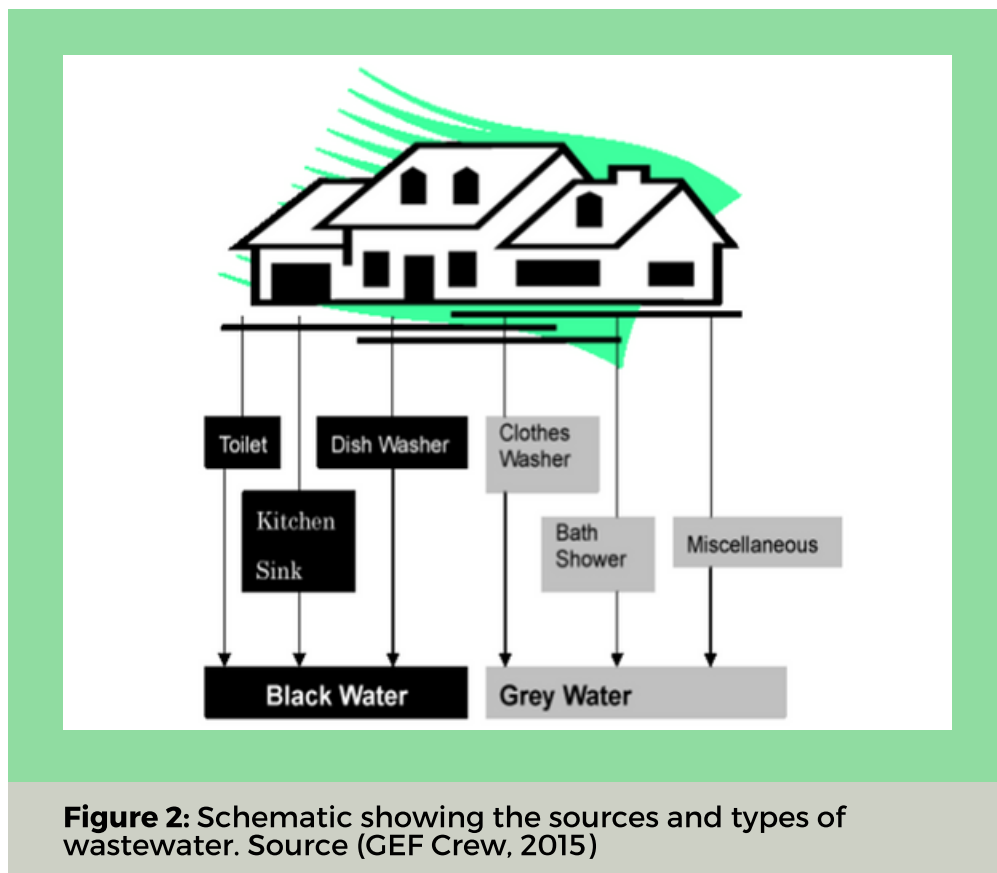 Toilet
Dish Washer
Clothes
Washer
Kitchen
Sink
Bath
Shower
Miscellaneous
Black Water
Grey Water
Figure 2: Schematic showing the sources and types of
wastewater. Source (GEF Crew, 2015)